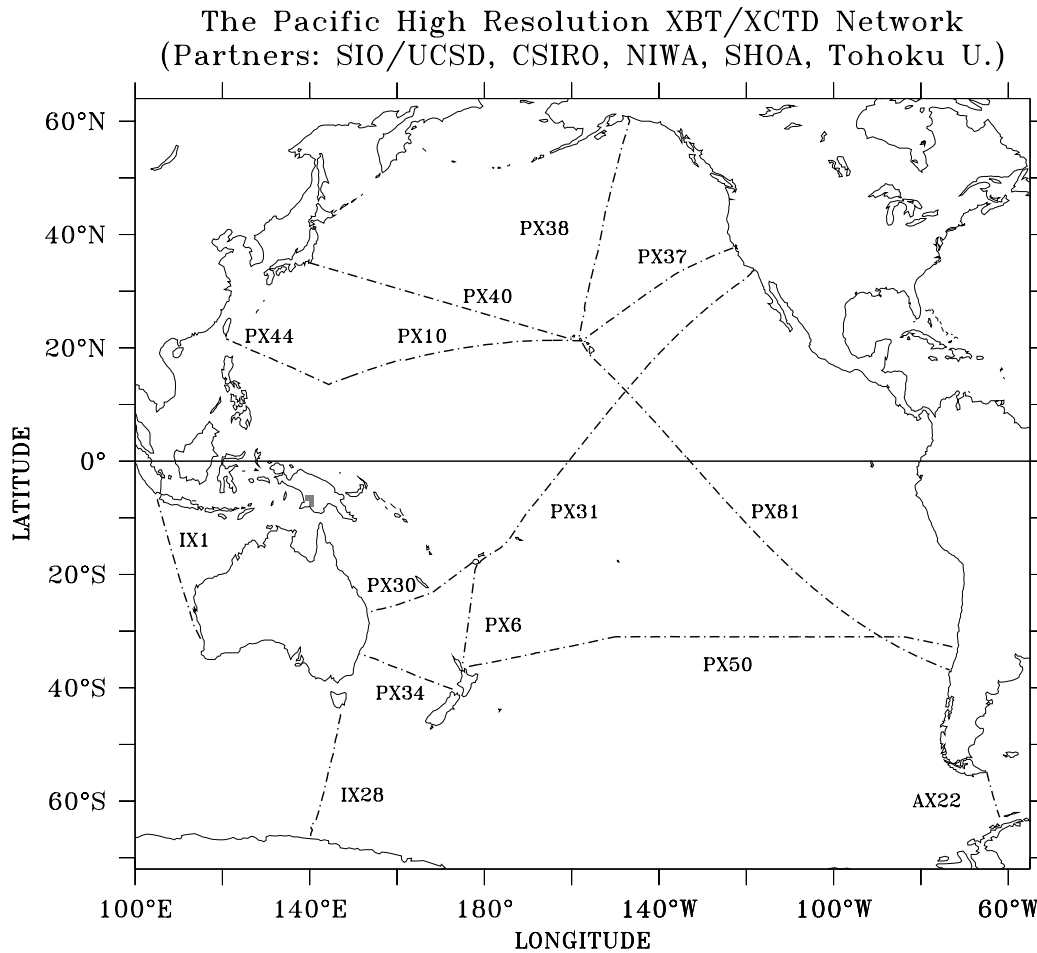 The Pacific High Resolution XBT/XCTD Network
(Partners: SIO/UCSD, CSIRO, NIWA, SHOA, Tohoku U.)
60°N
PX38
40°N
PX37
PX40
PX44
PX10
20°N
LATITUDE
0°
PX31
PX81
IX1
20°S
PX30
PX6
PX50
40°S
PX34
IX28
AX22
60°S
100°E
140°E
180°
140°W
100°W
60°W
LONGITUDE